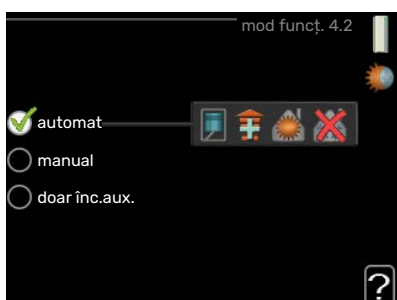 mod funcț. 4.2
automat
manual
doar înc.aux.
?